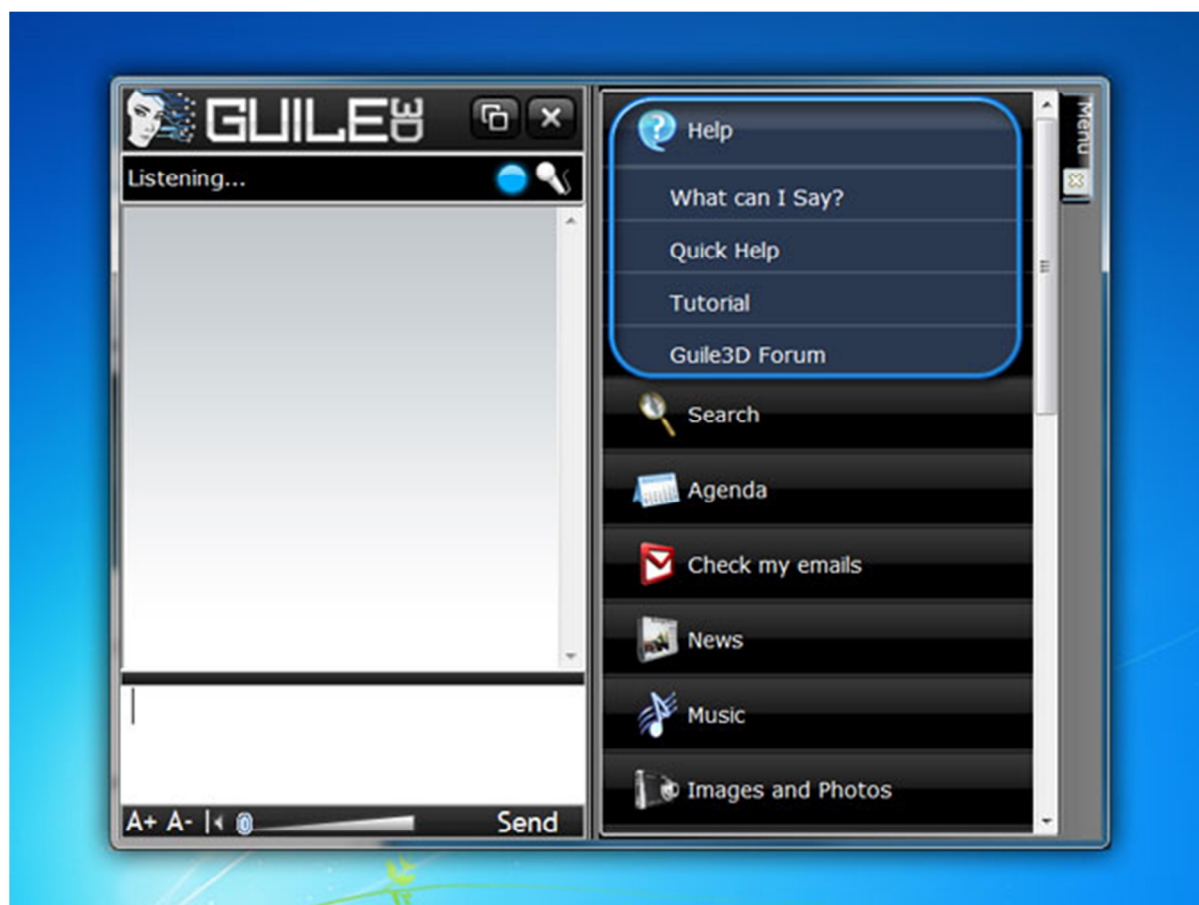 GUILE3D
Listening...
A+ A- Send
Menu
Help
What can I Say?
Quick Help
Tutorial
Guile3D Forum
Search
Agenda
Check my emails
News
Music
Images and Photos